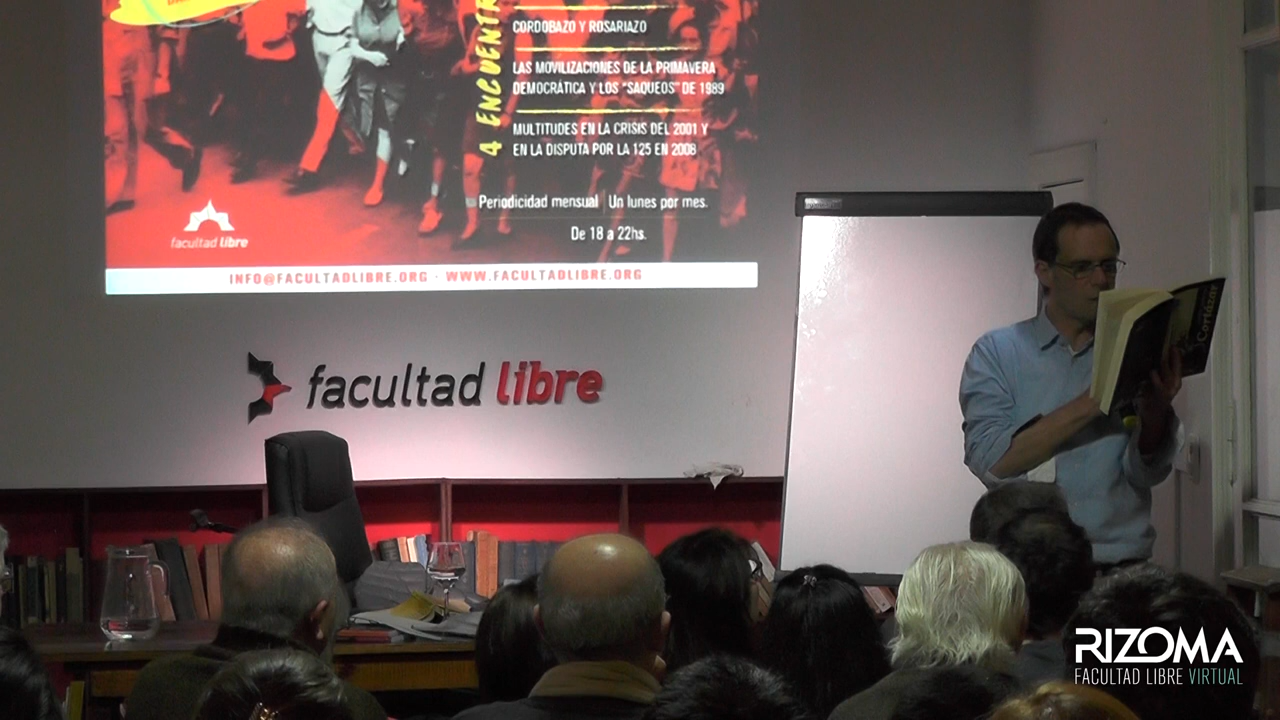 4 ENCUENTR
CORDOBAZO Y ROSARIAZO
LAS MOVILIZACIONES DE LA PRIMAVERA
DEMOCRÁTICA Y LOS "SAQUEOS" DE 1989
MULTITUDES EN LA CRISIS DEL 2001 Y
EN LA DISPUTA POR LA 125 EN 2008
Periodicidad mensual | Un lunes por mes.
De 18 a 22hs.
facultad libre
INFO@FACULTADLIBRE.ORG - WWW.FACULTADLIBRE.ORG
facultad libre
Cortázar
RIZOMA
FACULTAD LIBRE VIRTUAL